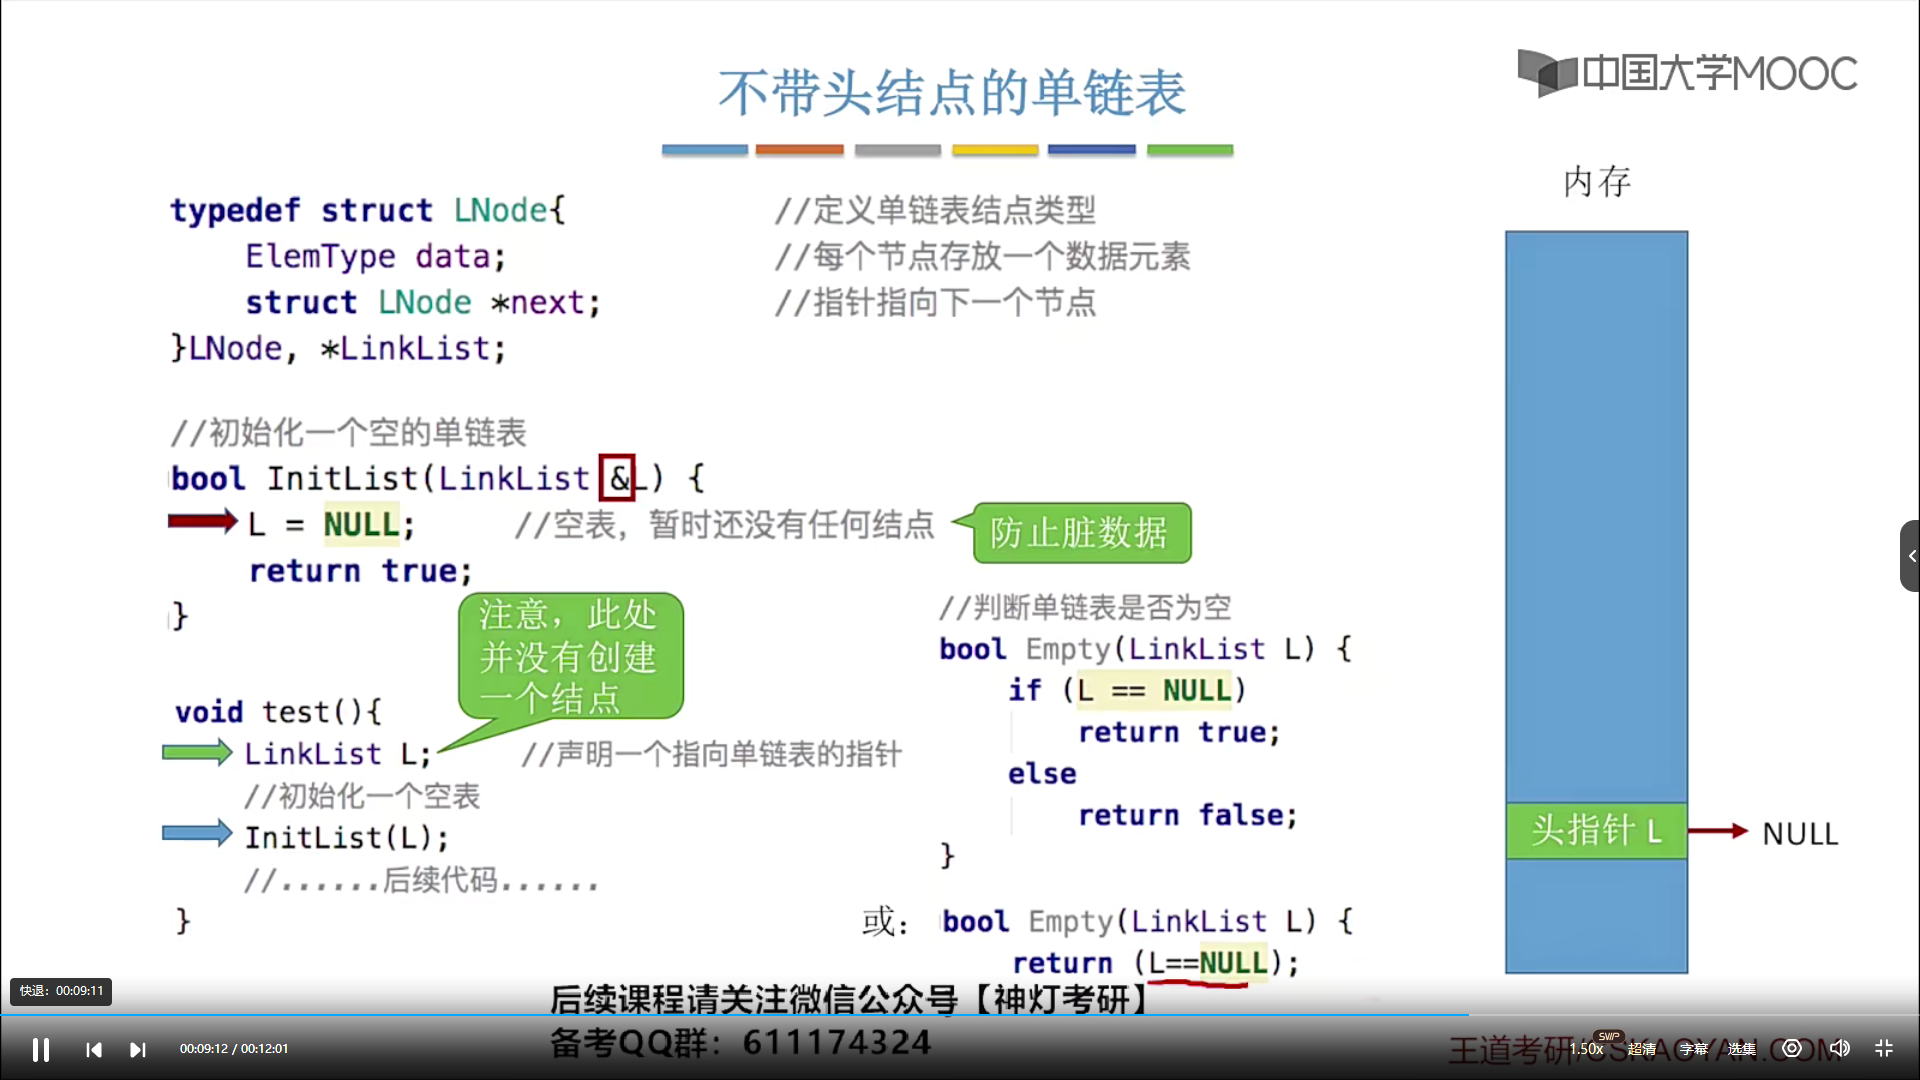 不带头结点的单链表
中国大学MOOC
内存
typedef struct LNode{ //定义单链表结点类型
ElemType data; //每个节点存放一个数据元素
struct LNode *next; //指针指向下一个节点
}LNode, *LinkList;
//初始化一个空的单链表
bool InitList(LinkList &L) {
L = NULL; //空表，暂时还没有任何结点
防止脏数据
return true;
}
注意，此处
并没有创建
一个结点
void test(){
LinkList L; //声明一个指向单链表的指针
//初始化一个空表
InitList(L);
//......后续代码......
}
//判断单链表是否为空
bool Empty(LinkList L) {
if (L == NULL)
return true;
else
return false;
}
或：
bool Empty(LinkList L) {
return (L==NULL);
头指针 L
NULL
后续课程请关注微信公众号【神灯考研】
备考QQ群：611174324
王道考研/CSKAOYAN.COM
快退：00:09:11
00:09:12 / 00:12:01
1.50x
SVIP
超清
字幕
选集